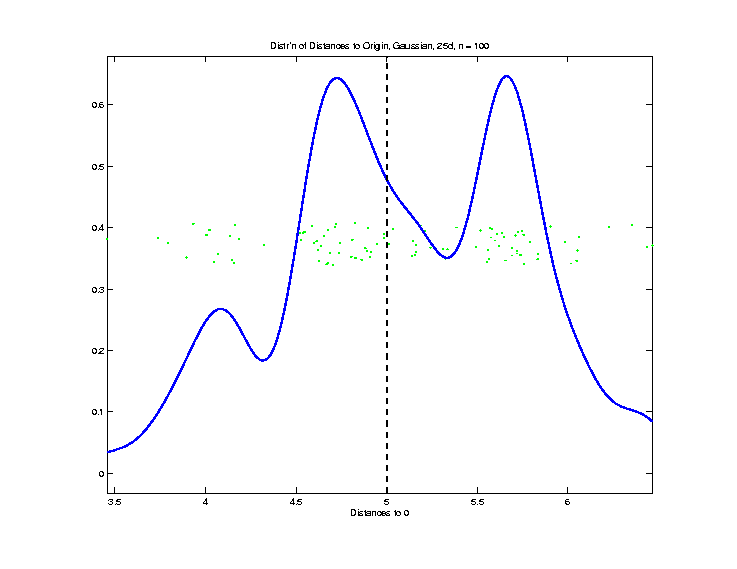 Distr'n of Distances to Origin, Gaussian, 25d, n = 100
0.6
0.5
0.4
0.3
0.2
0.1
0
3.5 4 4.5 5 5.5 6
Distances to 0